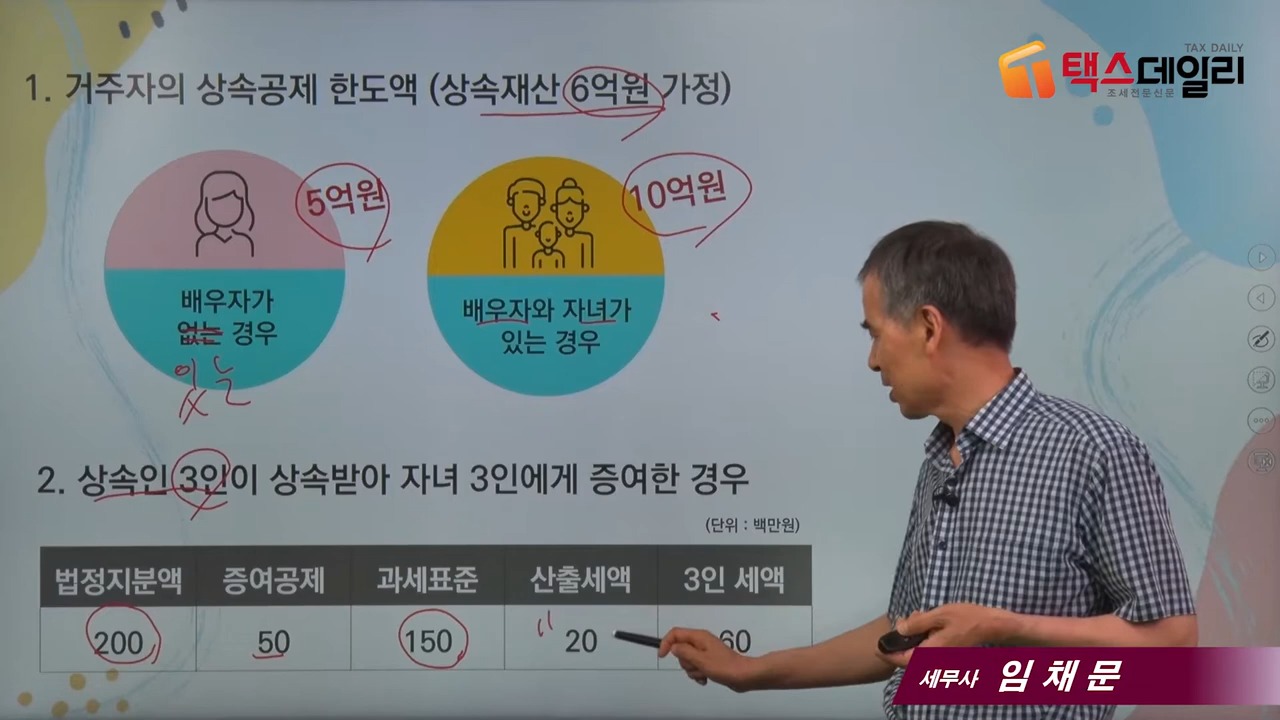 TAX DAILY
택스데일리
조세전문신문
1. 거주자의 상속공제 한도액 (상속재산 6억원 가정)
5억원
10억원
배우자가
없는 경우
있는
배우자와 자녀가
있는 경우
2. 상속인 3인이 상속받아 자녀 3인에게 증여한 경우
(단위 : 백만원)
법정지분액 증여공제 과세표준 산출세액 3인 세액
200 50 150 20 60
세무사 임채문